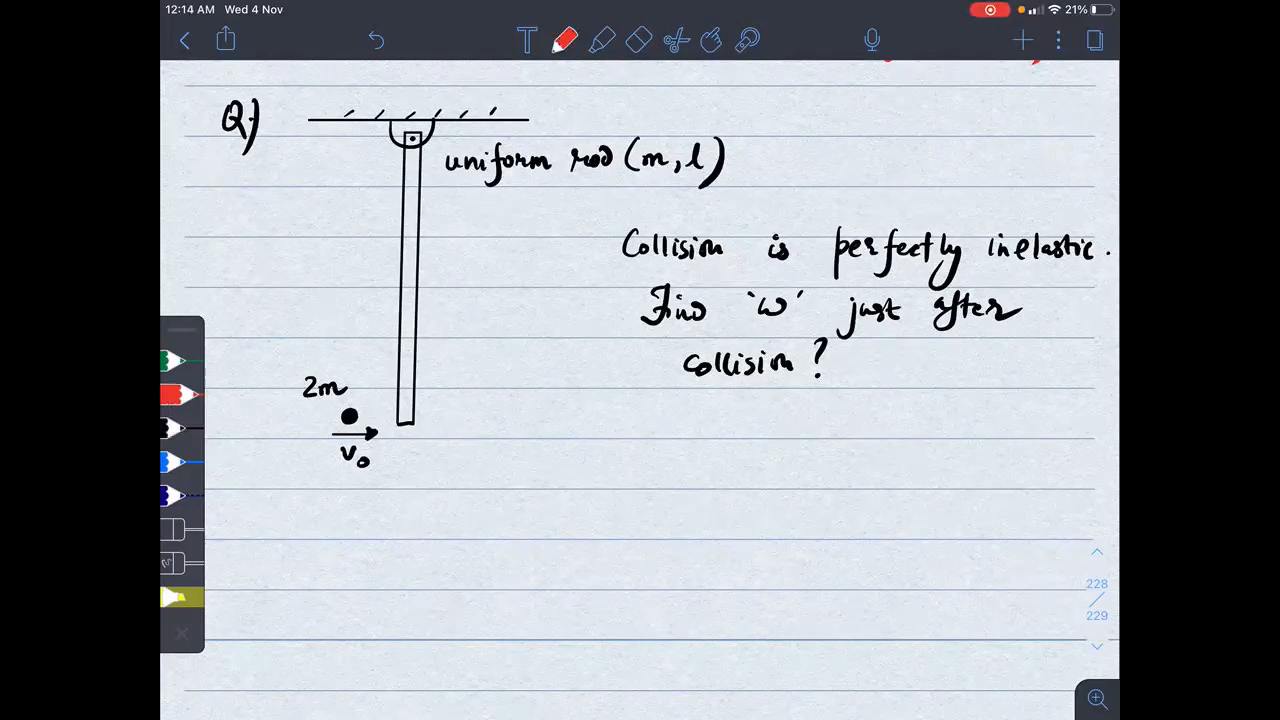 12:14 AM Wed 4 Nov
21%
T
Q)
uniform rod (m, l)
Collision is perfectly inelastic.
Find 'ω' just after
collision?
2m
v₀
228
229